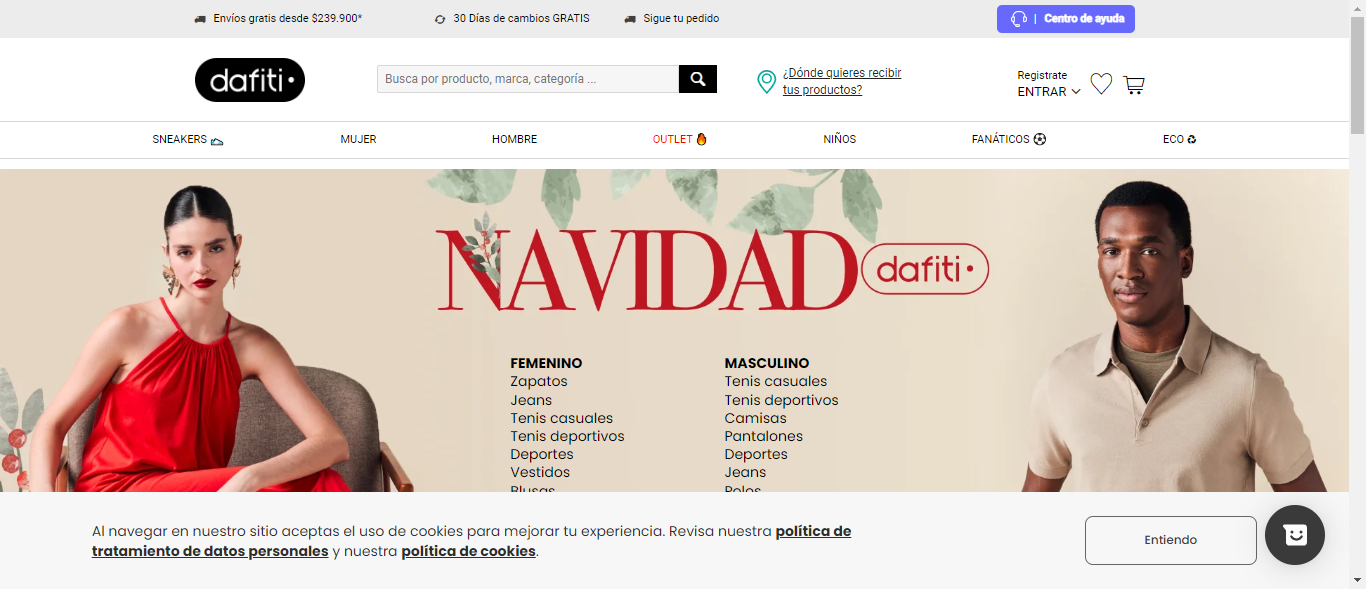 Envíos gratis desde $239.900*
30 Días de cambios GRATIS
Sigue tu pedido
| Centro de ayuda
dafiti
Busca por producto, marca, categoría ...
¿Dónde quieres recibir
tus productos?
Registrate
ENTRAR
SNEAKERS
MUJER
HOMBRE
OUTLET
NIÑOS
FANÁTICOS
ECO
NAVIDAD dafiti
FEMENINO
Zapatos
Jeans
Tenis casuales
Tenis deportivos
Deportes
Vestidos
Blusas
MASCULINO
Tenis casuales
Tenis deportivos
Camisas
Pantalones
Deportes
Jeans
Polos
Al navegar en nuestro sitio aceptas el uso de cookies para mejorar tu experiencia. Revisa nuestra política de
tratamiento de datos personales y nuestra política de cookies.
Entiendo